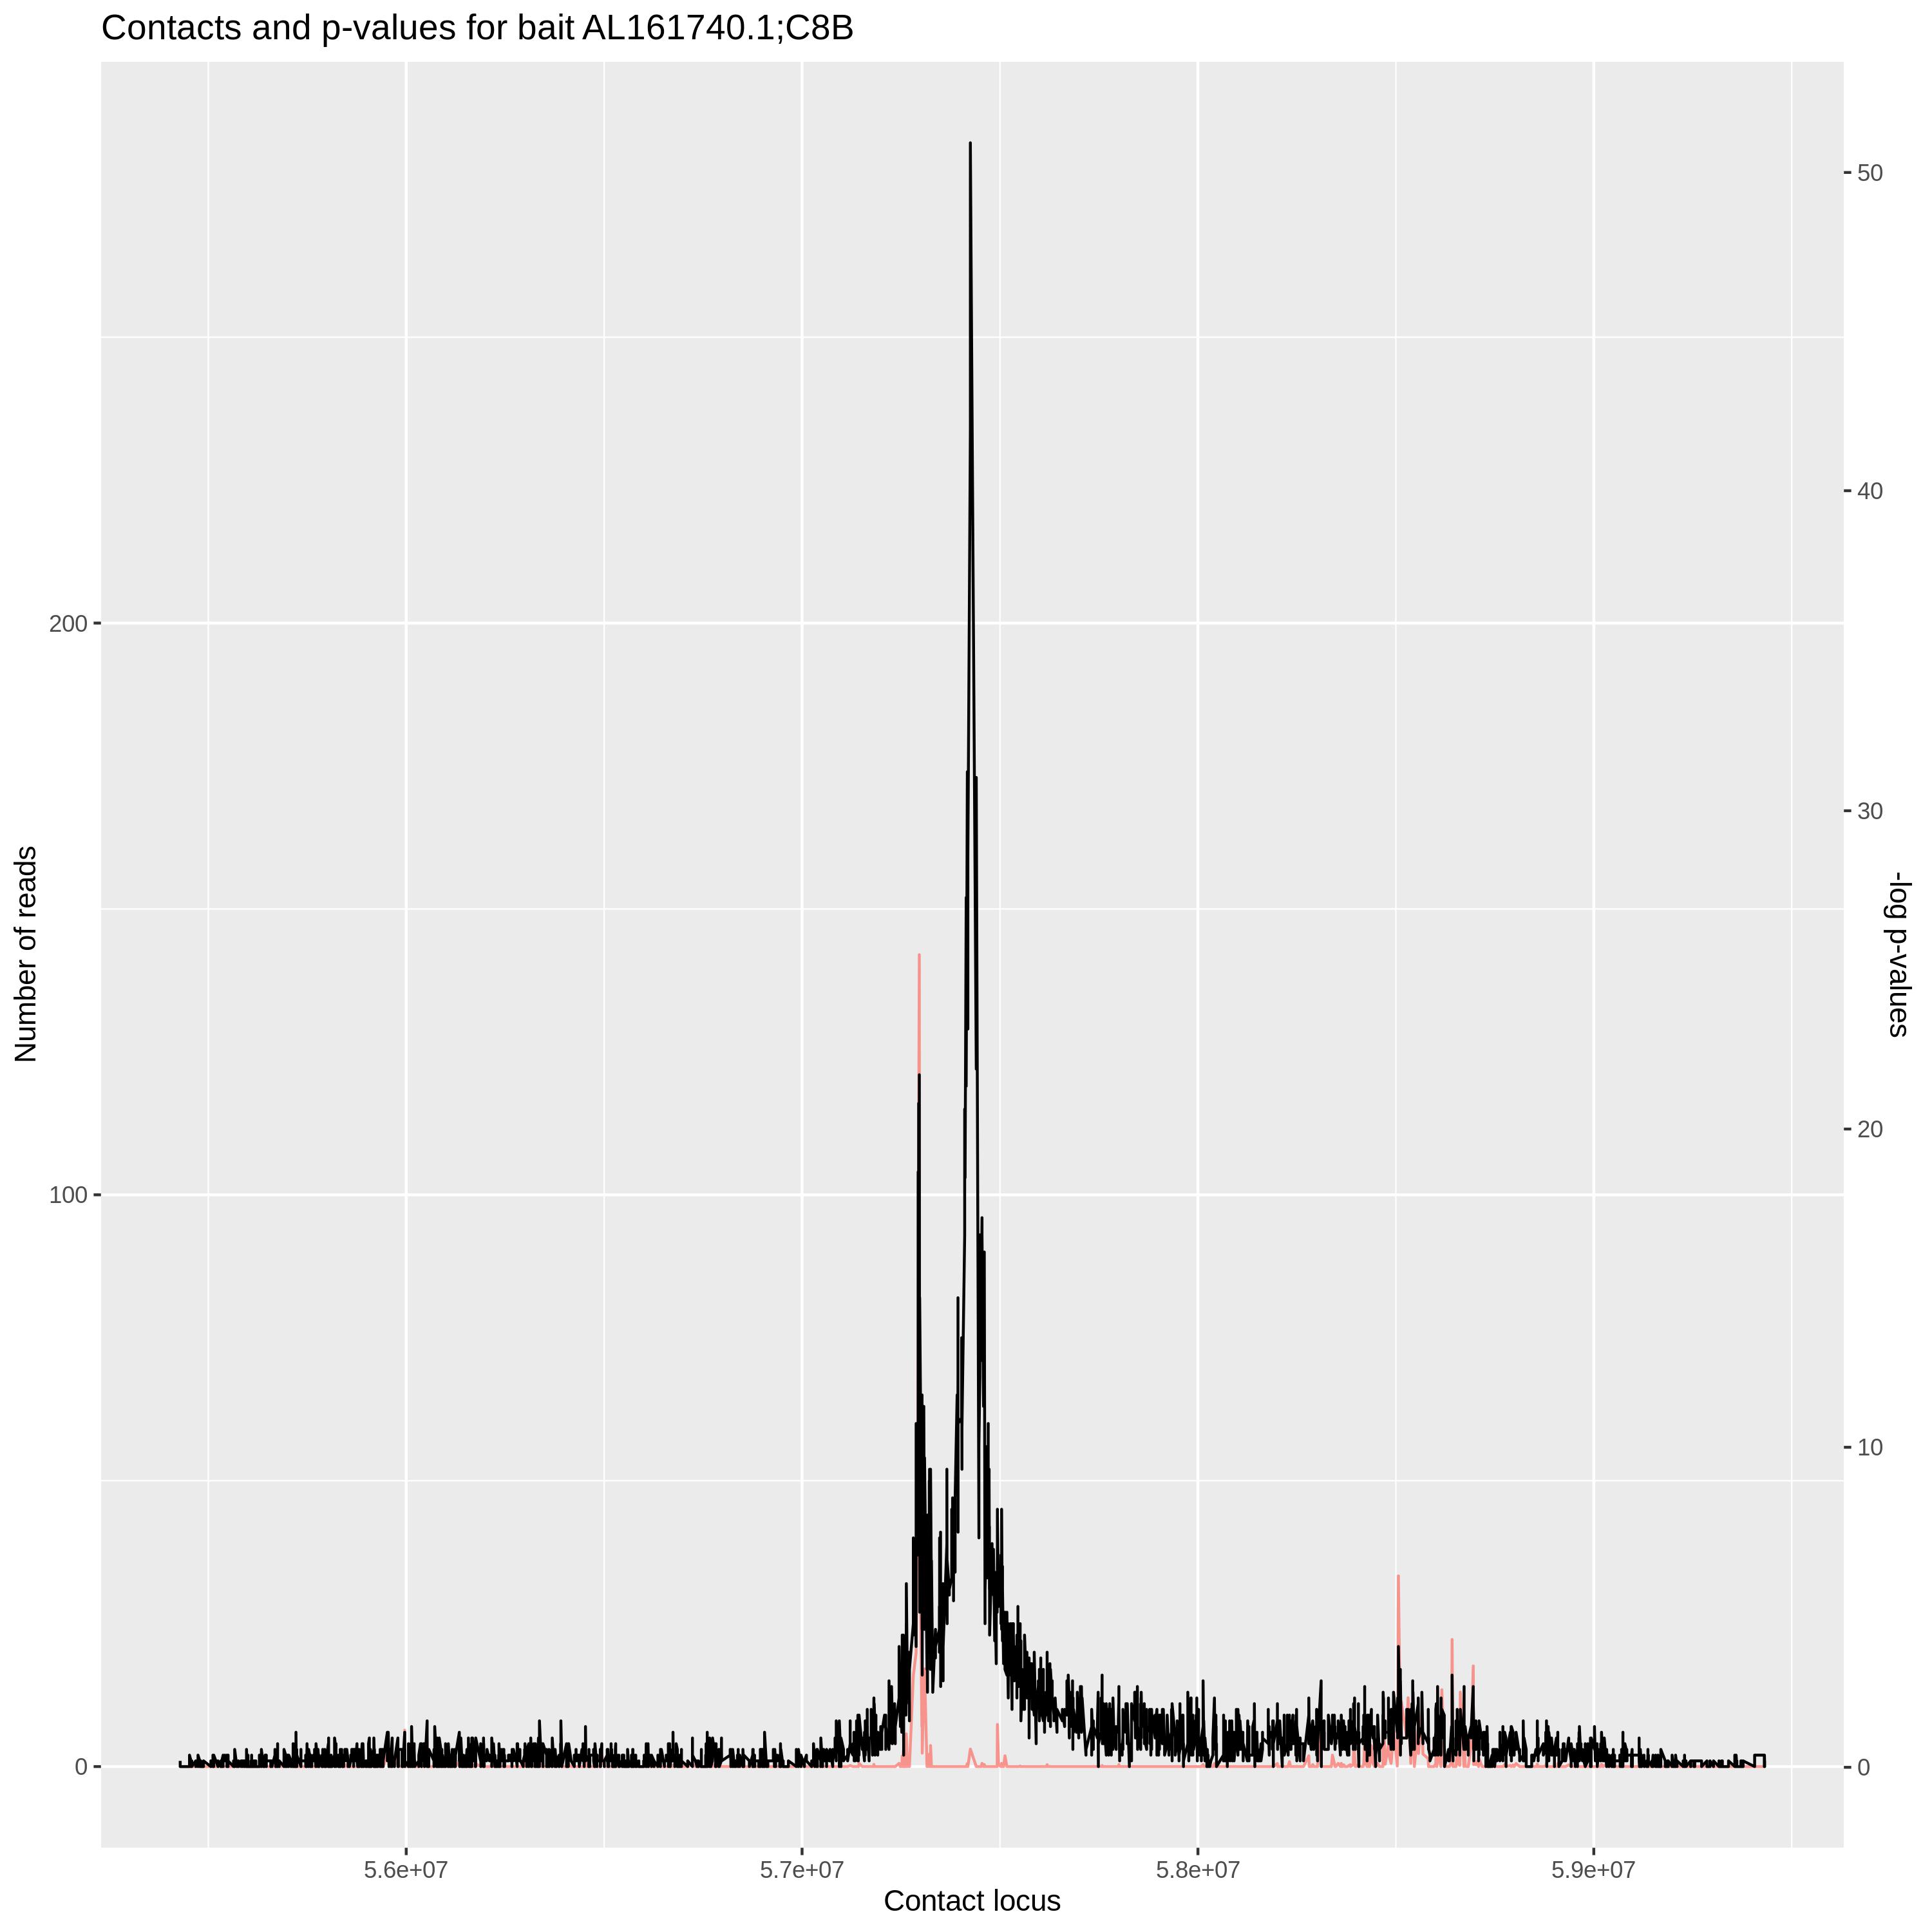 Contacts and p-values for bait AL161740.1;C8B
Number of reads
200
100
0
50
40
30
20
10
0
-log p-values
5.6e+07
5.7e+07
5.8e+07
5.9e+07
Contact locus